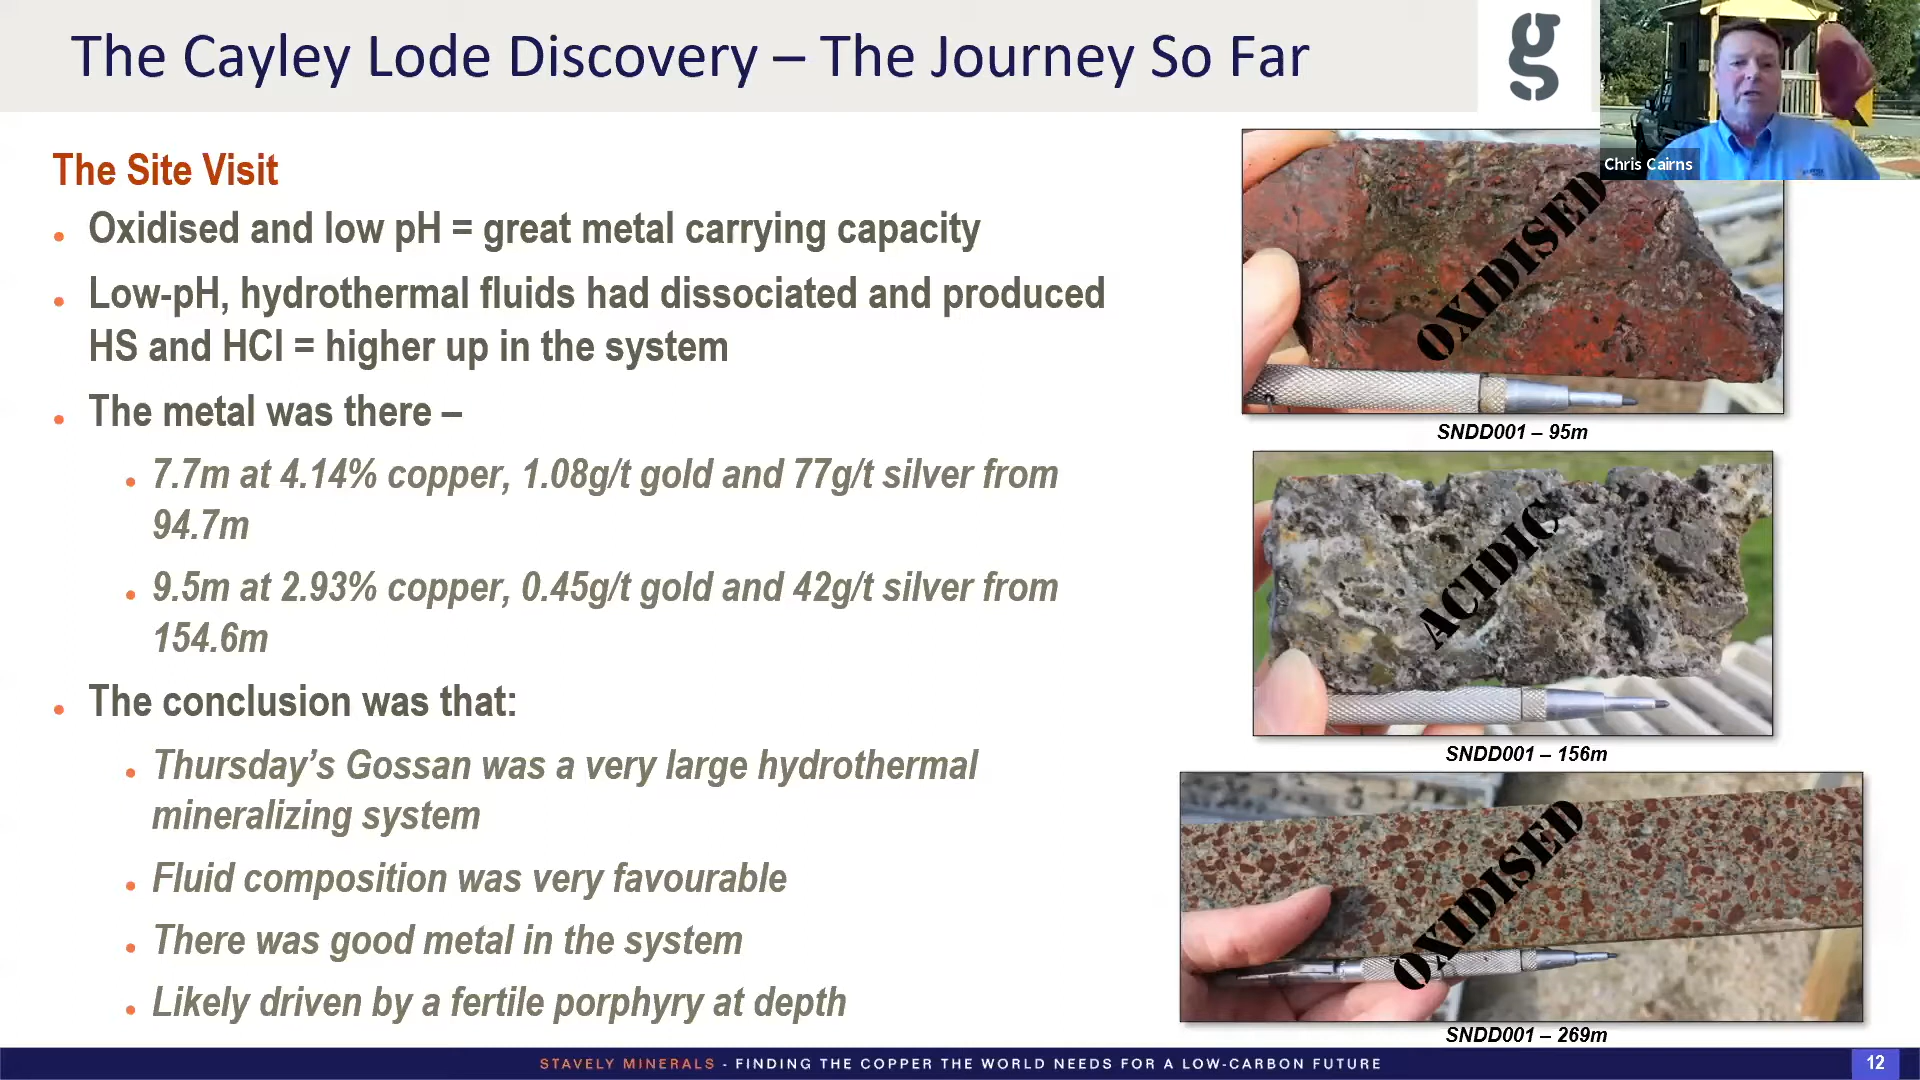 The Cayley Lode Discovery – The Journey So Far
g
Chris Cairns
The Site Visit
• Oxidised and low pH = great metal carrying capacity
• Low-pH, hydrothermal fluids had dissociated and produced
HS and HCl = higher up in the system
• The metal was there –
• 7.7m at 4.14% copper, 1.08g/t gold and 77g/t silver from
94.7m
• 9.5m at 2.93% copper, 0.45g/t gold and 42g/t silver from
154.6m
• The conclusion was that:
• Thursday’s Gossan was a very large hydrothermal
mineralizing system
• Fluid composition was very favourable
• There was good metal in the system
• Likely driven by a fertile porphyry at depth
OXIDISED
SNDD001 – 95m
ACIDIC
SNDD001 – 156m
OXIDISED
SNDD001 – 269m
STAVELY MINERALS - FINDING THE COPPER THE WORLD NEEDS FOR A LOW-CARBON FUTURE
12